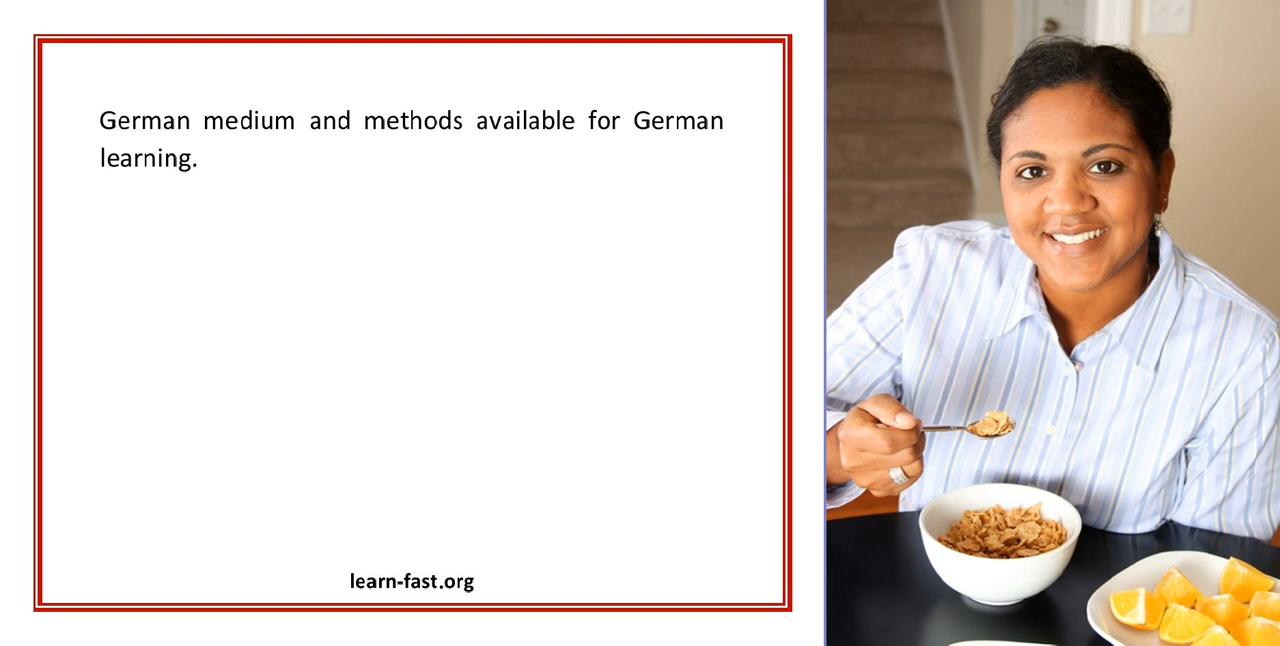 German medium and methods available for German
learning.
learn-fast.org